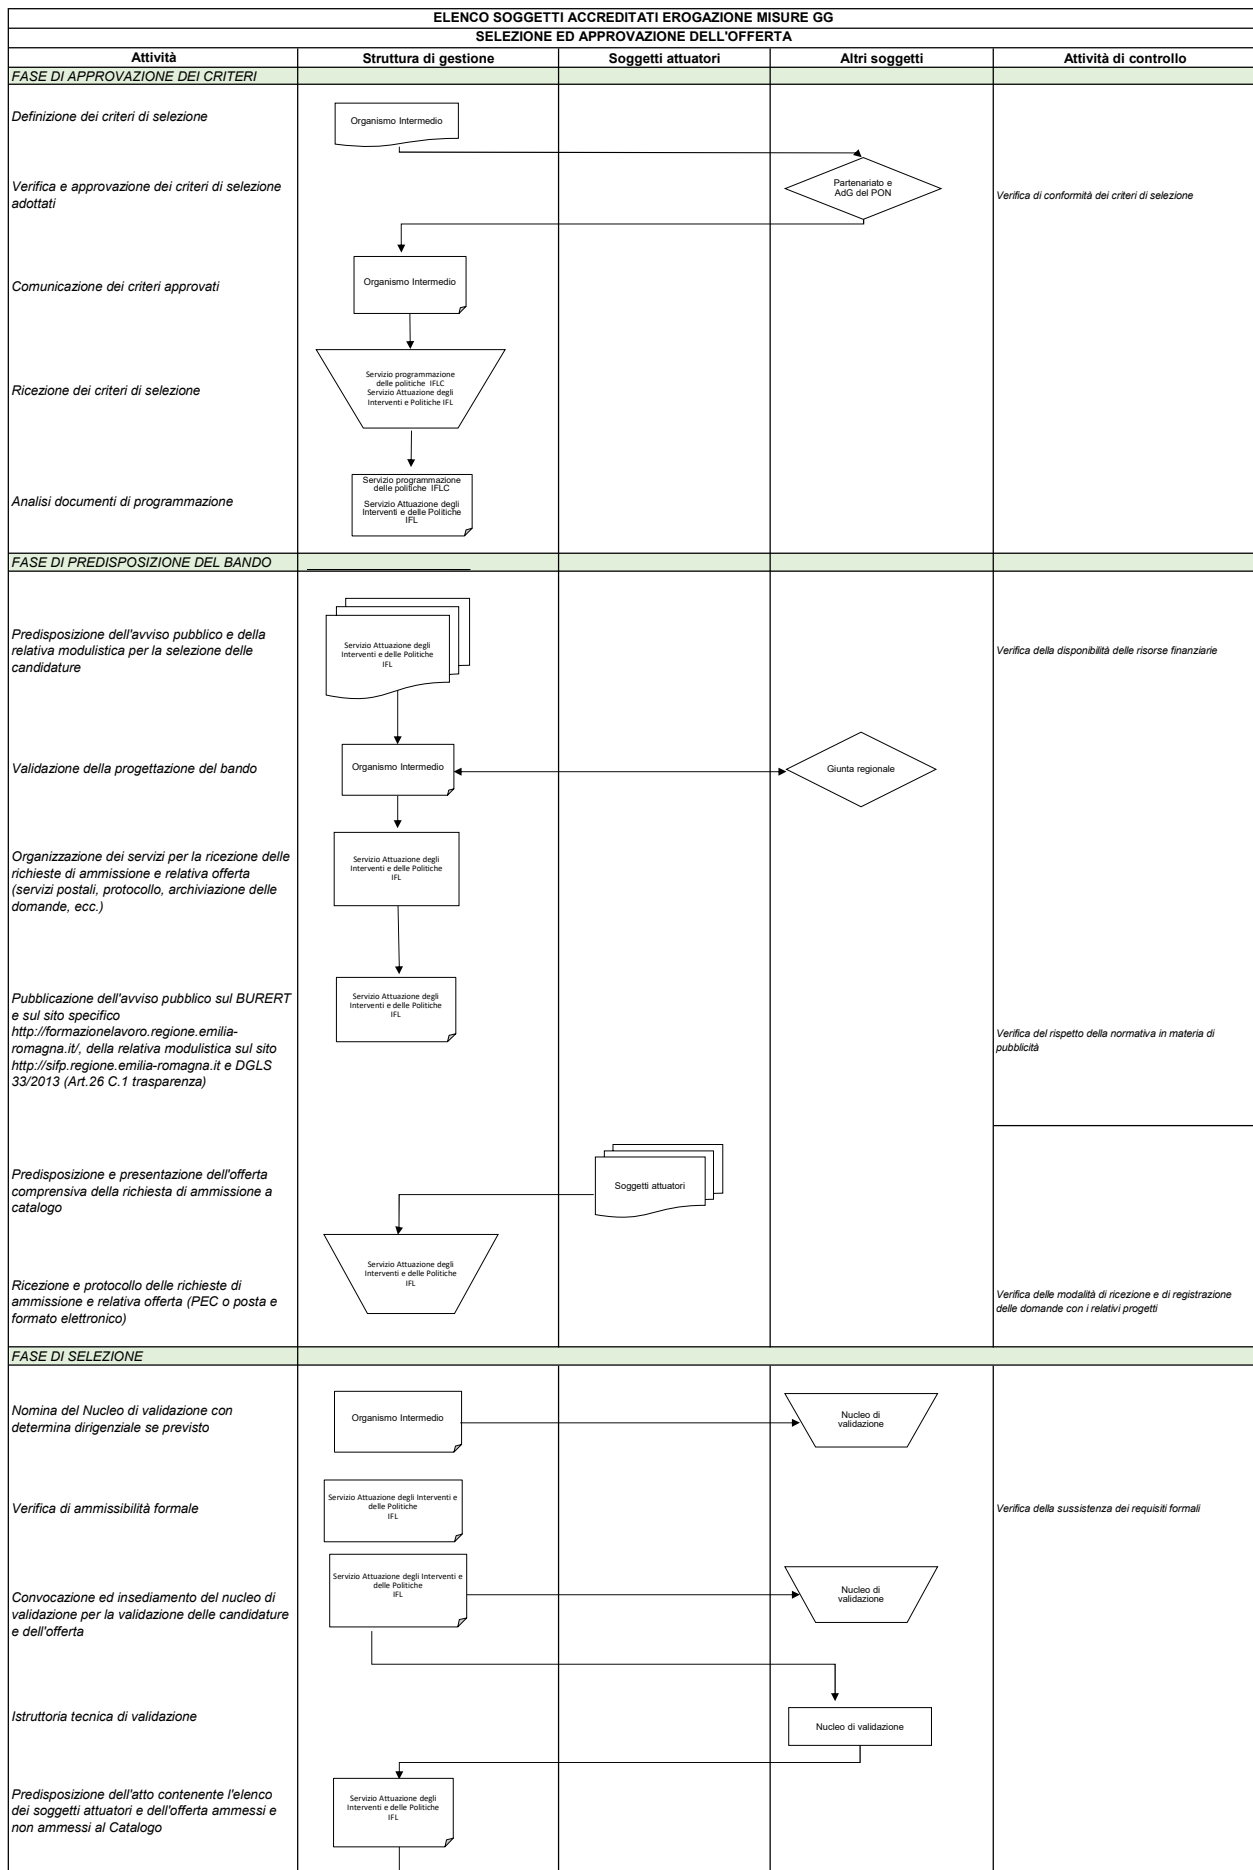 ELENCO SOGGETTI ACCREDITATI EROGAZIONE MISURE GG
SELEZIONE ED APPROVAZIONE DELL'OFFERTA
Attività
Struttura di gestione
Soggetti attuatori
Altri soggetti
Attività di controllo
FASE DI APPROVAZIONE DEI CRITERI
Definizione dei criteri di selezione
Organismo Intermedio
Verifica e approvazione dei criteri di selezione
adottati
Partenariato e
AdG del PON
Verifica di conformità dei criteri di selezione
Comunicazione dei criteri approvati
Organismo Intermedio
Ricezione dei criteri di selezione
Servizio programmazione
delle politiche IFLC
Servizio Attuazione degli
Interventi e Politiche IFL
Analisi documenti di programmazione
Servizio programmazione
delle politiche IFLC
Servizio Attuazione degli
Interventi e delle Politiche
IFL
FASE DI PREDISPOSIZIONE DEL BANDO
Predisposizione dell'avviso pubblico e della
relativa modulistica per la selezione delle
candidature
Servizio Attuazione degli
Interventi e delle Politiche
IFL
Verifica della disponibilità delle risorse finanziarie
Validazione della progettazione del bando
Organismo Intermedio
Giunta regionale
Organizzazione dei servizi per la ricezione delle
richieste di ammissione e relativa offerta
(servizi postali, protocollo, archiviazione delle
domande, ecc.)
Servizio Attuazione degli
Interventi e delle Politiche
IFL
Pubblicazione dell'avviso pubblico sul BURERT
e sul sito specifico
http://formazionelavoro.regione.emilia-
romagna.it/, della relativa modulistica sul sito
http://sifp.regione.emilia-romagna.it e DGLS
33/2013 (Art.26 C.1 trasparenza)
Servizio Attuazione degli
Interventi e delle Politiche
IFL
Verifica del rispetto della normativa in materia di
pubblicità
Predisposizione e presentazione dell'offerta
comprensiva della richiesta di ammissione a
catalogo
Soggetti attuatori
Ricezione e protocollo delle richieste di
ammissione e relativa offerta (PEC o posta e
formato elettronico)
Servizio Attuazione degli
Interventi e delle Politiche
IFL
Verifica delle modalità di ricezione e di registrazione
delle domande con i relativi progetti
FASE DI SELEZIONE
Nomina del Nucleo di validazione con
determina dirigenziale se previsto
Organismo Intermedio
Nucleo di
validazione
Verifica di ammissibilità formale
Servizio Attuazione degli Interventi e
delle Politiche
IFL
Verifica della sussistenza dei requisiti formali
Convocazione ed insediamento del nucleo di
validazione per la validazione delle candidature
e dell'offerta
Servizio Attuazione degli Interventi e
delle Politiche
IFL
Nucleo di
validazione
Istruttoria tecnica di validazione
Nucleo di validazione
Predisposizione dell'atto contenente l'elenco
dei soggetti attuatori e dell'offerta ammessi e
non ammessi al Catalogo
Servizio Attuazione degli
Interventi e delle Politiche
IFL